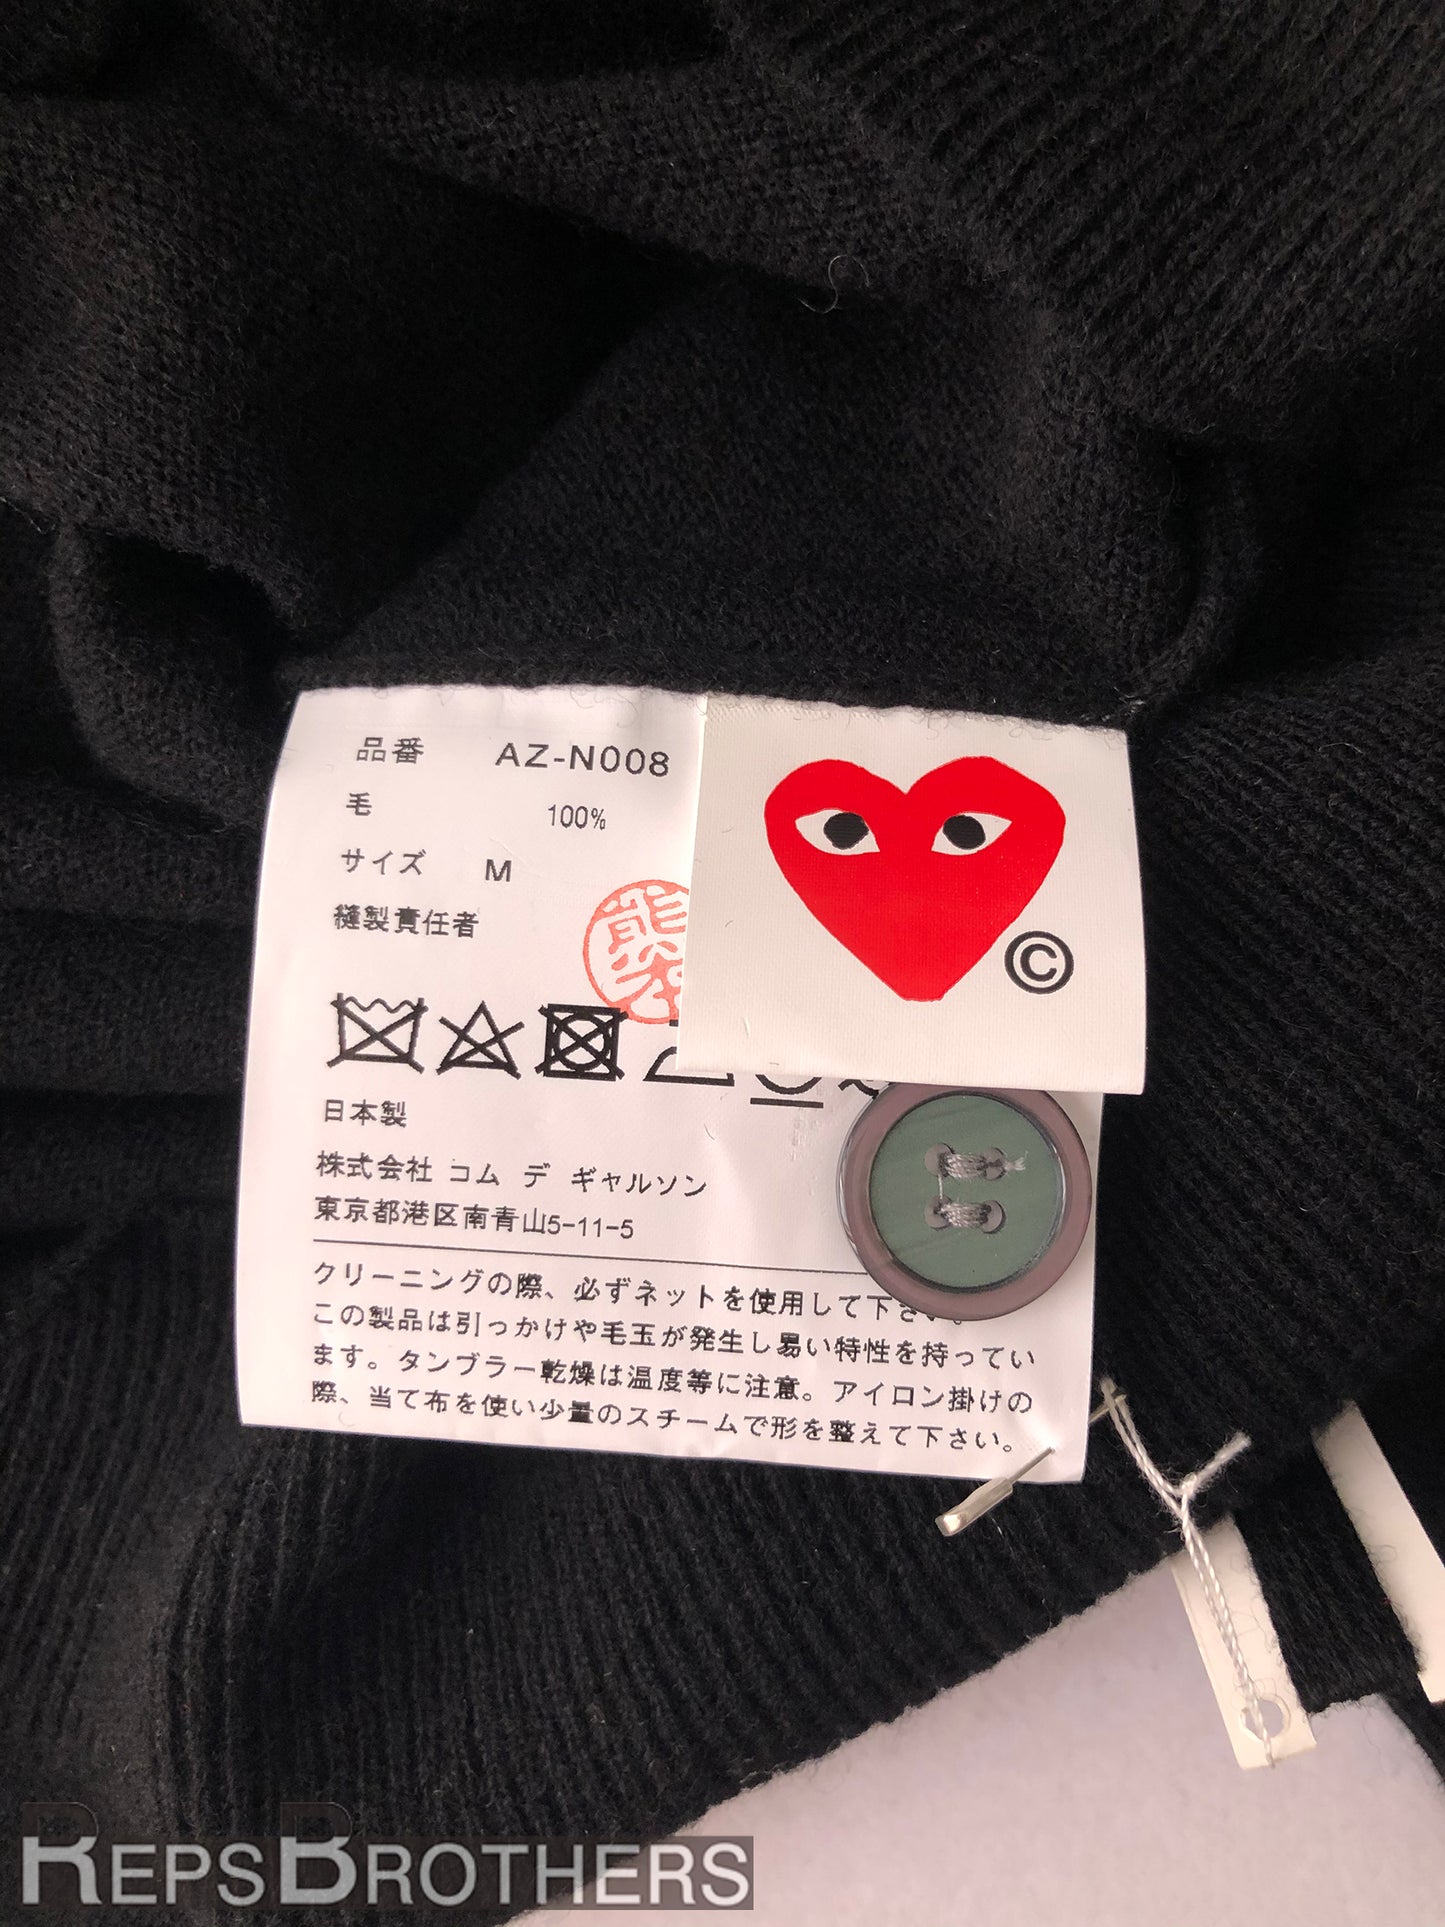 品番 AZ-N008
毛 100%
サイズ M
縫製責任者
熊
©
日本製
株式会社 コム デ ギャルソン
東京都港区南青山5-11-5
クリーニングの際、必ずネットを使用して下さい。
この製品は引っかけや毛玉が発生し易い特性を持ってい
ます。タンブラー乾燥は温度等に注意。アイロン掛けの
際、当て布を使い少量のスチームで形を整えて下さい。
REPSBROTHERS